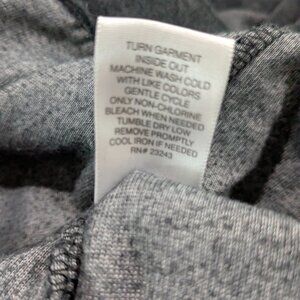 TURN GARMENT
INSIDE OUT
MACHINE WASH COLD
WITH LIKE COLORS
GENTLE CYCLE
ONLY NON-CHLORINE
BLEACH WHEN NEEDED
TUMBLE DRY LOW
REMOVE PROMPTLY
COOL IRON IF NEEDED
RN# 23243